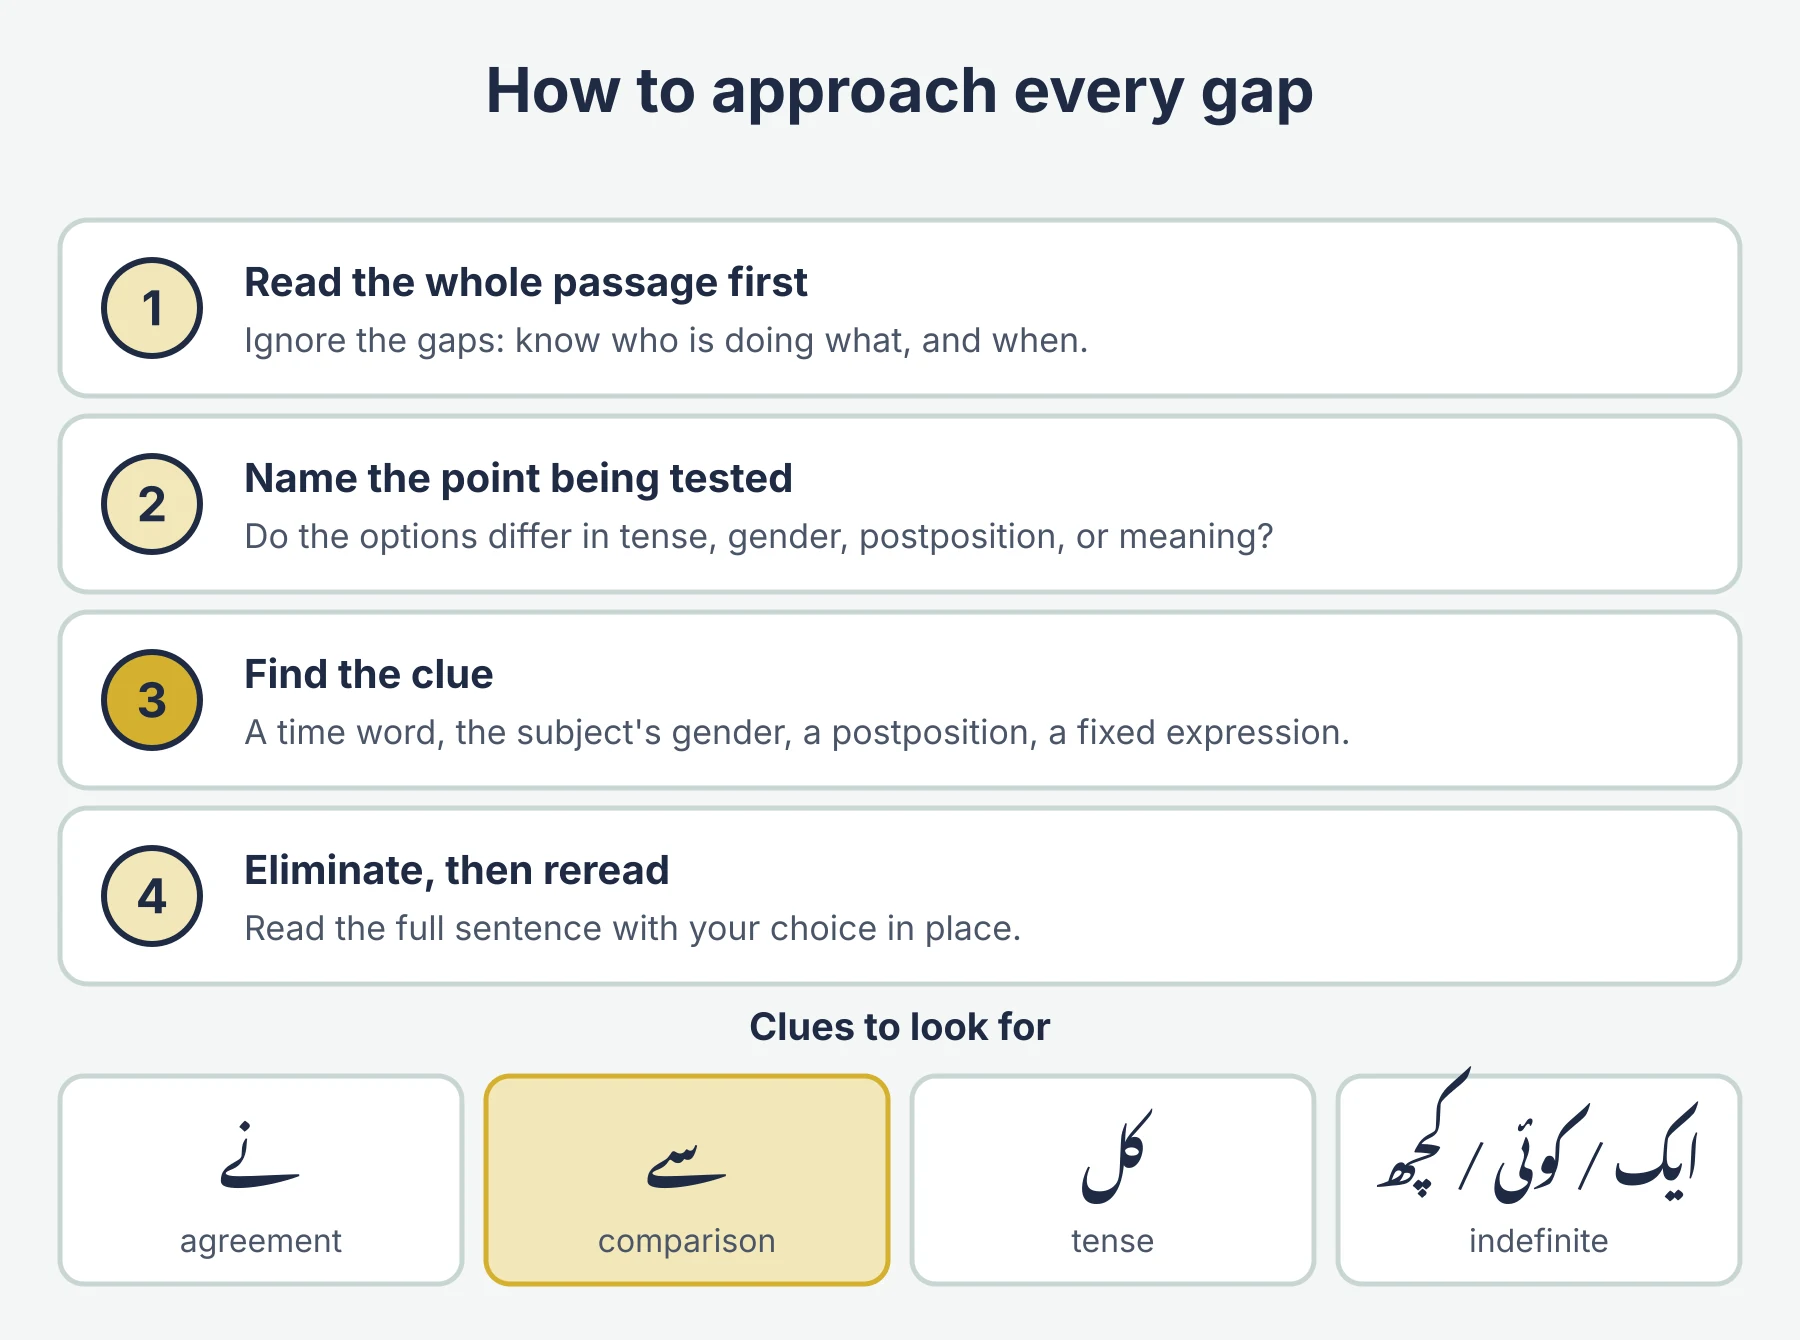 How to approach every gap
1
Read the whole passage first
Ignore the gaps: know who is doing what, and when.
2
Name the point being tested
Do the options differ in tense, gender, postposition, or meaning?
3
Find the clue
A time word, the subject's gender, a postposition, a fixed expression.
4
Eliminate, then reread
Read the full sentence with your choice in place.
Clues to look for
نے
agreement
سے
comparison
کل
tense
ایک / کوئی / کچھ
indefinite